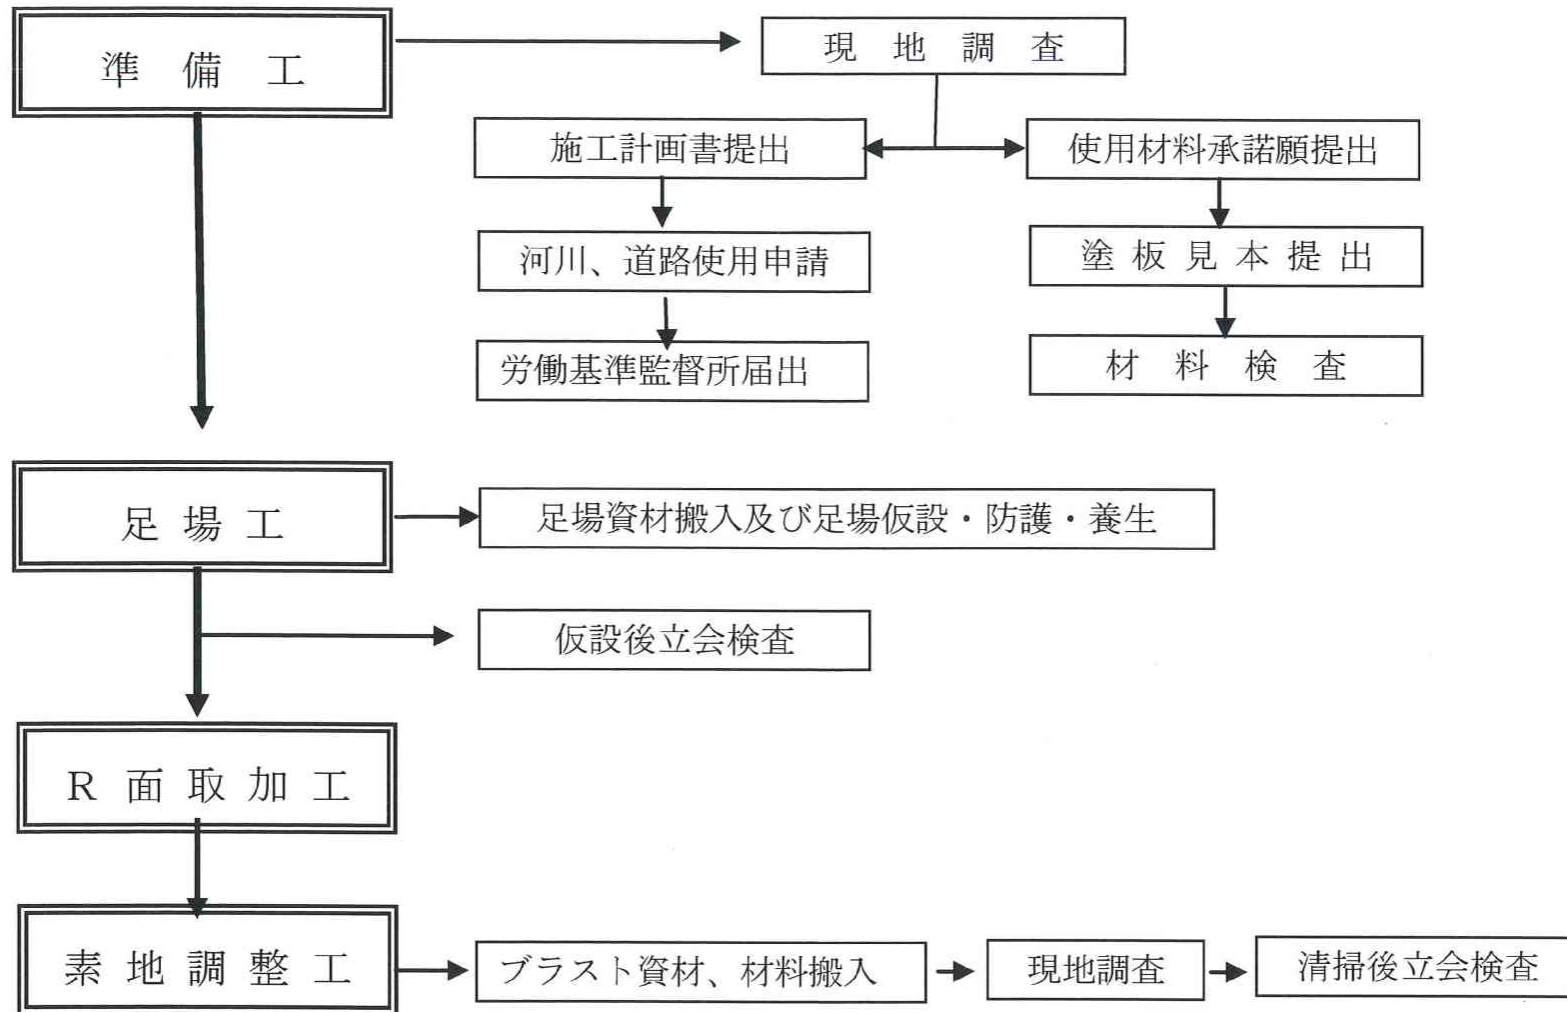 準備工
現地調査
施工計画書提出
使用材料承諾願提出
河川、道路使用申請
塗板見本提出
労働基準監督所届出
材料検査
足場工
足場資材搬入及び足場仮設・防護・養生
仮設後立会検査
R面取加工
素地調整工
ブラスト資材、材料搬入
現地調査
清掃後立会検査